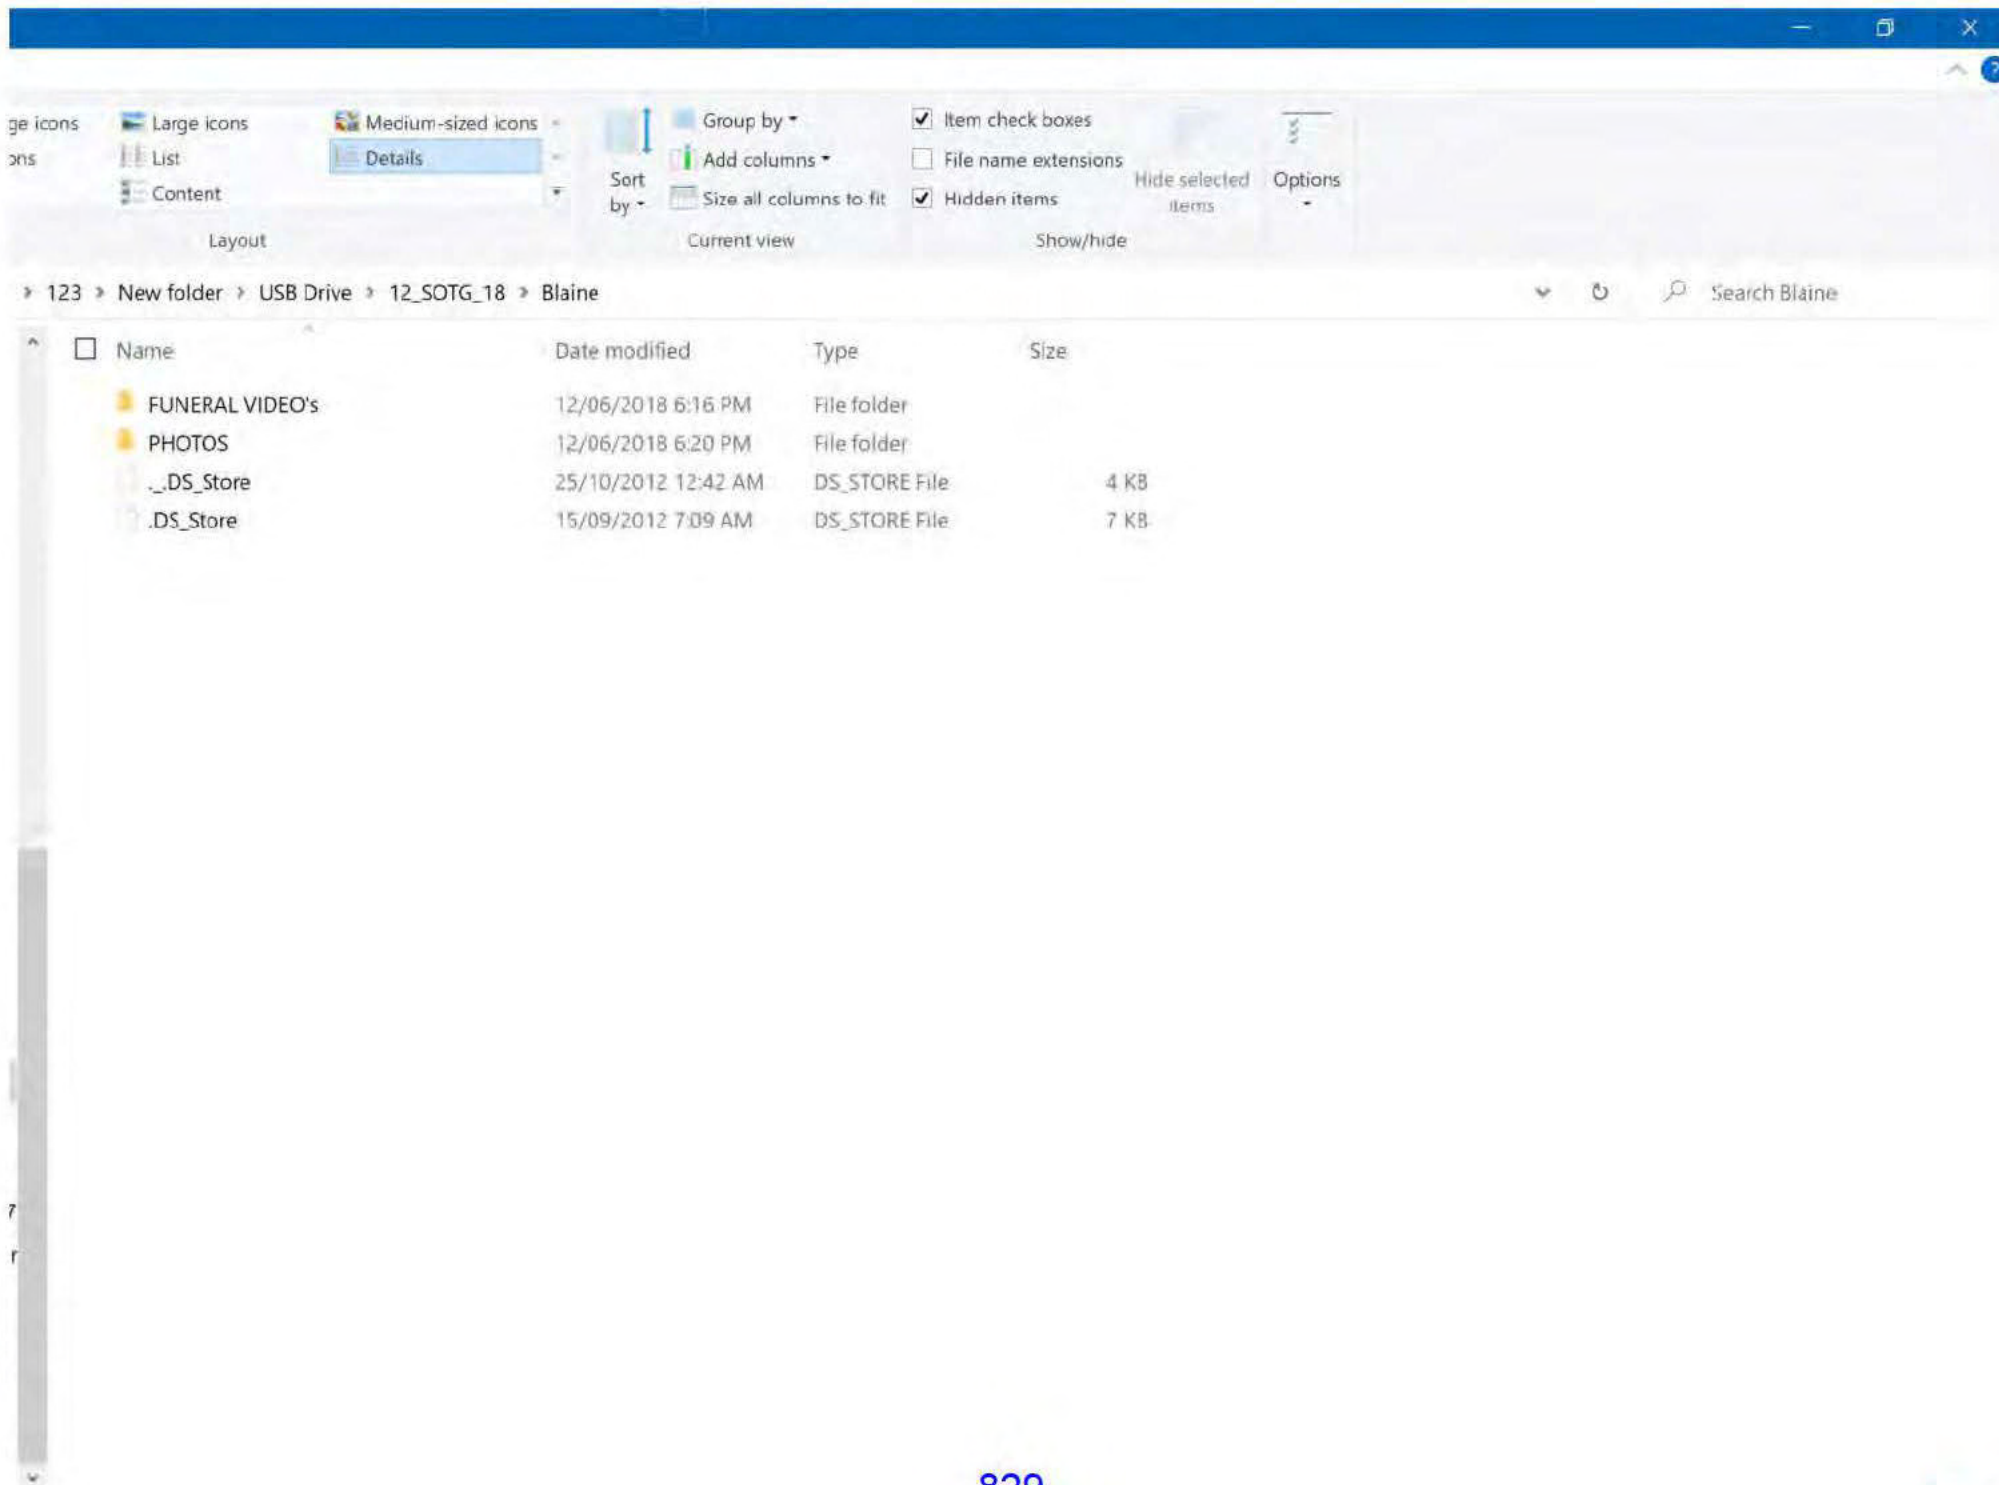 ge icons Large icons Medium-sized icons Group by Item check boxes
ons List Details Add columns File name extensions
Content Sort by Size all columns to fit Hidden items Hide selected items Options
Layout Current view Show/hide
123 New folder USB Drive 12_SOTG_18 Blaine Search Blaine
Name Date modified Type Size
FUNERAL VIDEO's 12/06/2018 6:16 PM File folder
PHOTOS 12/06/2018 6:20 PM File folder
._.DS_Store 25/10/2012 12:42 AM DS_STORE File 4 KB
.DS_Store 15/09/2012 7:09 AM DS_STORE File 7 KB
7
r